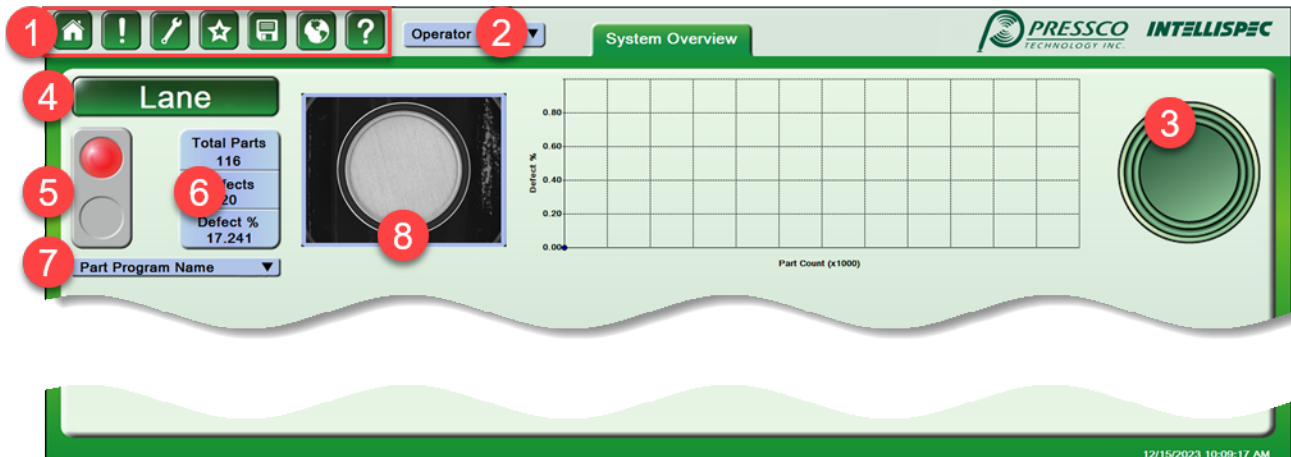 1
! ?
Operator
2
System Overview
PRESSCO
TECHNOLOGY INC.
INTELLISPEC
4
Lane
3
Total Parts
116
5
6
Defect %
17.241
7
Part Program Name
8
0.80
0.60
0.40
0.20
0.00
Defect %
Part Count (x1000)
12/15/2023 10:09:17 AM